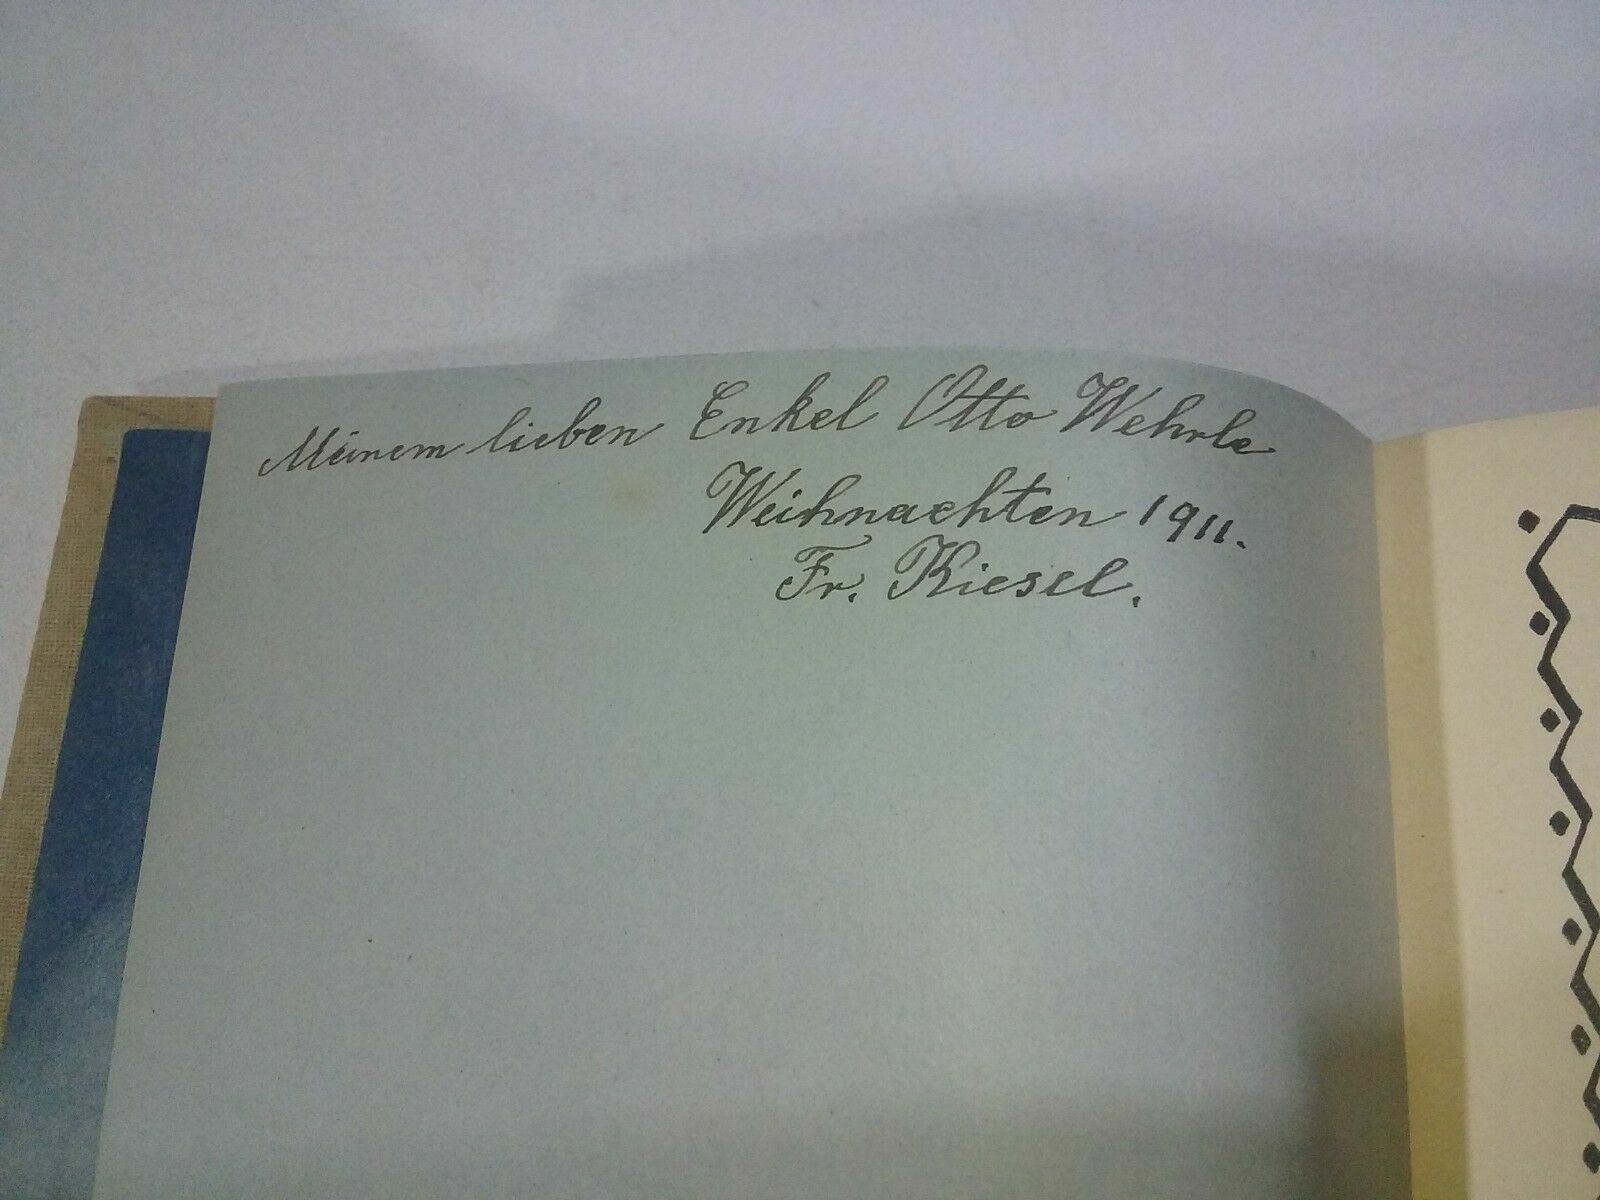 Meinem lieben Enkel Otto Wehrle
Weihnachten 1911.
Fr. Kiesel.